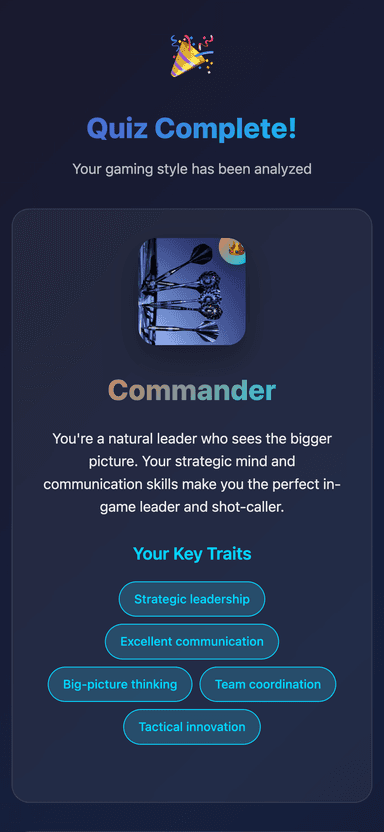 Quiz Complete!
Your gaming style has been analyzed
Commander
You're a natural leader who sees the bigger
picture. Your strategic mind and
communication skills make you the perfect in-
game leader and shot-caller.
Your Key Traits
Strategic leadership
Excellent communication
Big-picture thinking
Team coordination
Tactical innovation